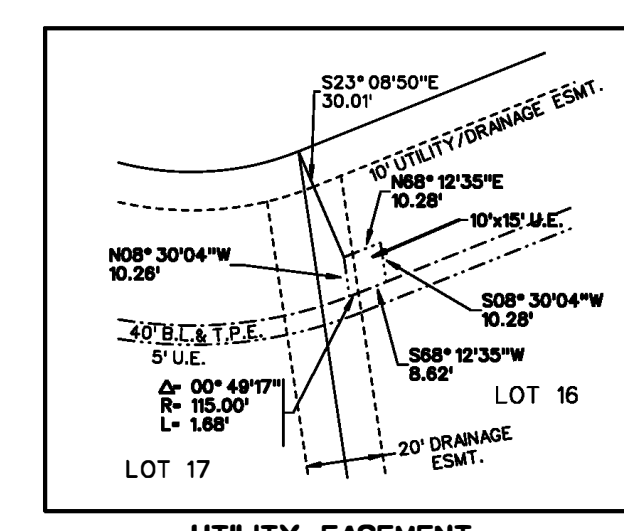 S23° 08'50"E
30.01'
10' UTILITY/DRAINAGE ESMT.
N68° 12'35"E
10.28'
10'x15' U.E.
N08° 30'04"W
10.26'
S08° 30'04"W
10.28'
40' B.L.& T.P.E.
5' U.E.
S68° 12'35"W
8.62'
Δ= 00° 49'17"
R= 115.00'
L= 1.68'
LOT 16
LOT 17
20' DRAINAGE
ESMT.
UTILITY EASEMENT